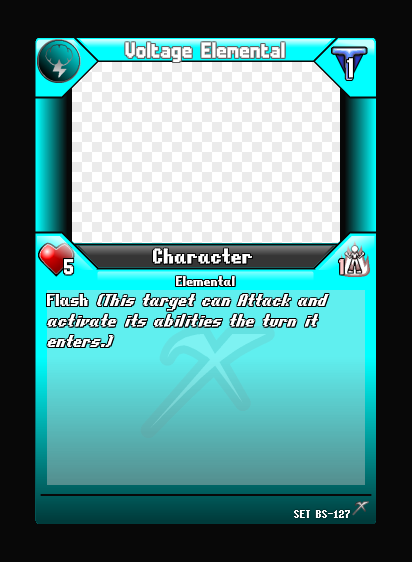 Voltage Elemental
1
Character
5
1
Elemental
Flash (This target can Attack and
activate its abilities the turn it
enters.)
SET BS-127